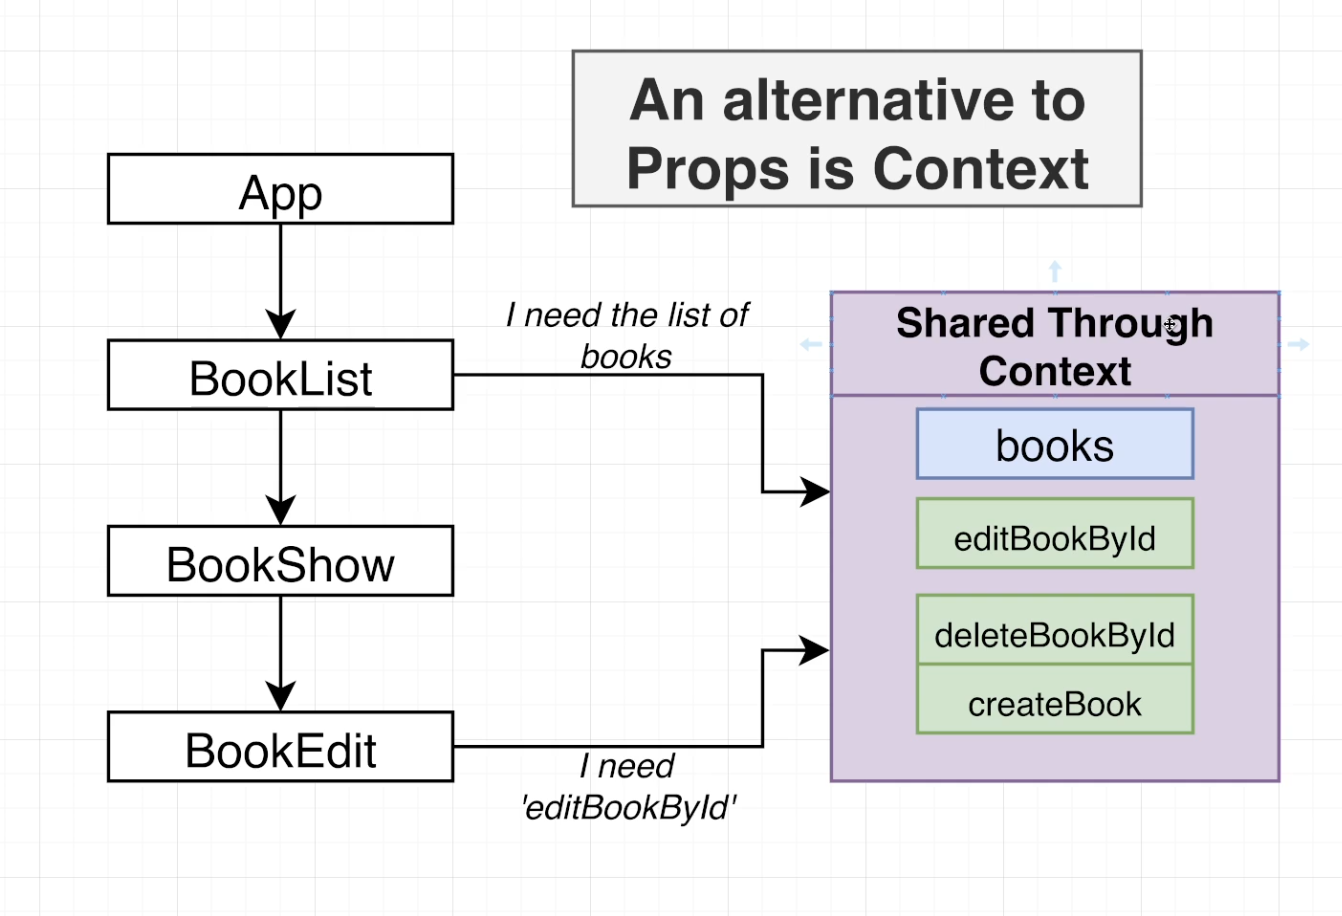 An alternative to
Props is Context
App
I need the list of
books
BookList
Shared Through
Context
books
editBookById
BookShow
deleteBookById
createBook
BookEdit
I need
'editBookById'